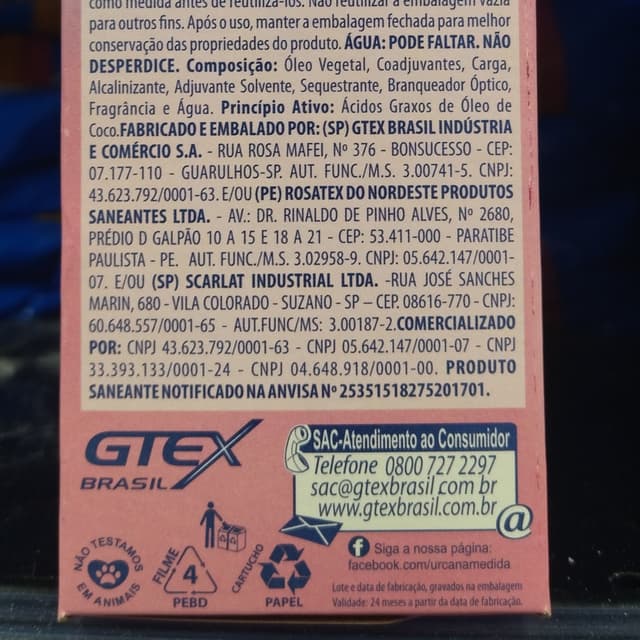 como medida antes de reutilizá-los. Não reutilizar a embalagem vazia
para outros fins. Após o uso, manter a embalagem fechada para melhor
conservação das propriedades do produto. ÁGUA: PODE FALTAR. NÃO
DESPERDICE. Composição: Óleo Vegetal, Coadjuvantes, Carga,
Alcalinizante, Adjuvante Solvente, Sequestrante, Branqueador Óptico,
Fragrância e Água. Princípio Ativo: Ácidos Graxos de Óleo de
Coco.FABRICADO E EMBALADO POR: (SP) GTEX BRASIL INDÚSTRIA
E COMÉRCIO S.A. - RUA ROSA MAFEI, Nº 376 - BONSUCESSO - CEP:
07.177-110 - GUARULHOS-SP. AUT. FUNC./M.S. 3.00741-5. CNPJ:
43.623.792/0001-63. E/OU (PE) ROSATEX DO NORDESTE PRODUTOS
SANEANTES LTDA. - AV.: DR. RINALDO DE PINHO ALVES, Nº 2680,
PRÉDIO D GALPÃO 10 A 15 E 18 A 21 - CEP: 53.411-000 - PARATIBE
PAULISTA - PE. AUT. FUNC./M.S. 3.02958-9. CNPJ: 05.642.147/0001-
07. E/OU (SP) SCARLAT INDUSTRIAL LTDA. -RUA JOSÉ SANCHES
MARIN, 680 - VILA COLORADO - SUZANO - SP – CEP. 08616-770 - CNPJ:
60.648.557/0001-65 - AUT.FUNC/MS: 3.00187-2.COMERCIALIZADO
POR: CNPJ 43.623.792/0001-63 - CNPJ 05.642.147/0001-07 - CNPJ
33.393.133/0001-24 - CNPJ 04.648.918/0001-00. PRODUTO
SANEANTE NOTIFICADO NA ANVISA Nº 25351518275201701.
GTEX
BRASIL
SAC-Atendimento ao Consumidor
Telefone 0800 727 2297
sac@gtexbrasil.com.br
www.gtexbrasil.com.br
@
NÃO TESTAMOS
EM ANIMAIS
FILME
4
PEBD
CARTUCHO
PAPEL
f Siga a nossa página:
facebook.com/urcanamedida
Lote e data de fabricação, gravados na embalagem
Validade: 24 meses a partir da data de fabricação.